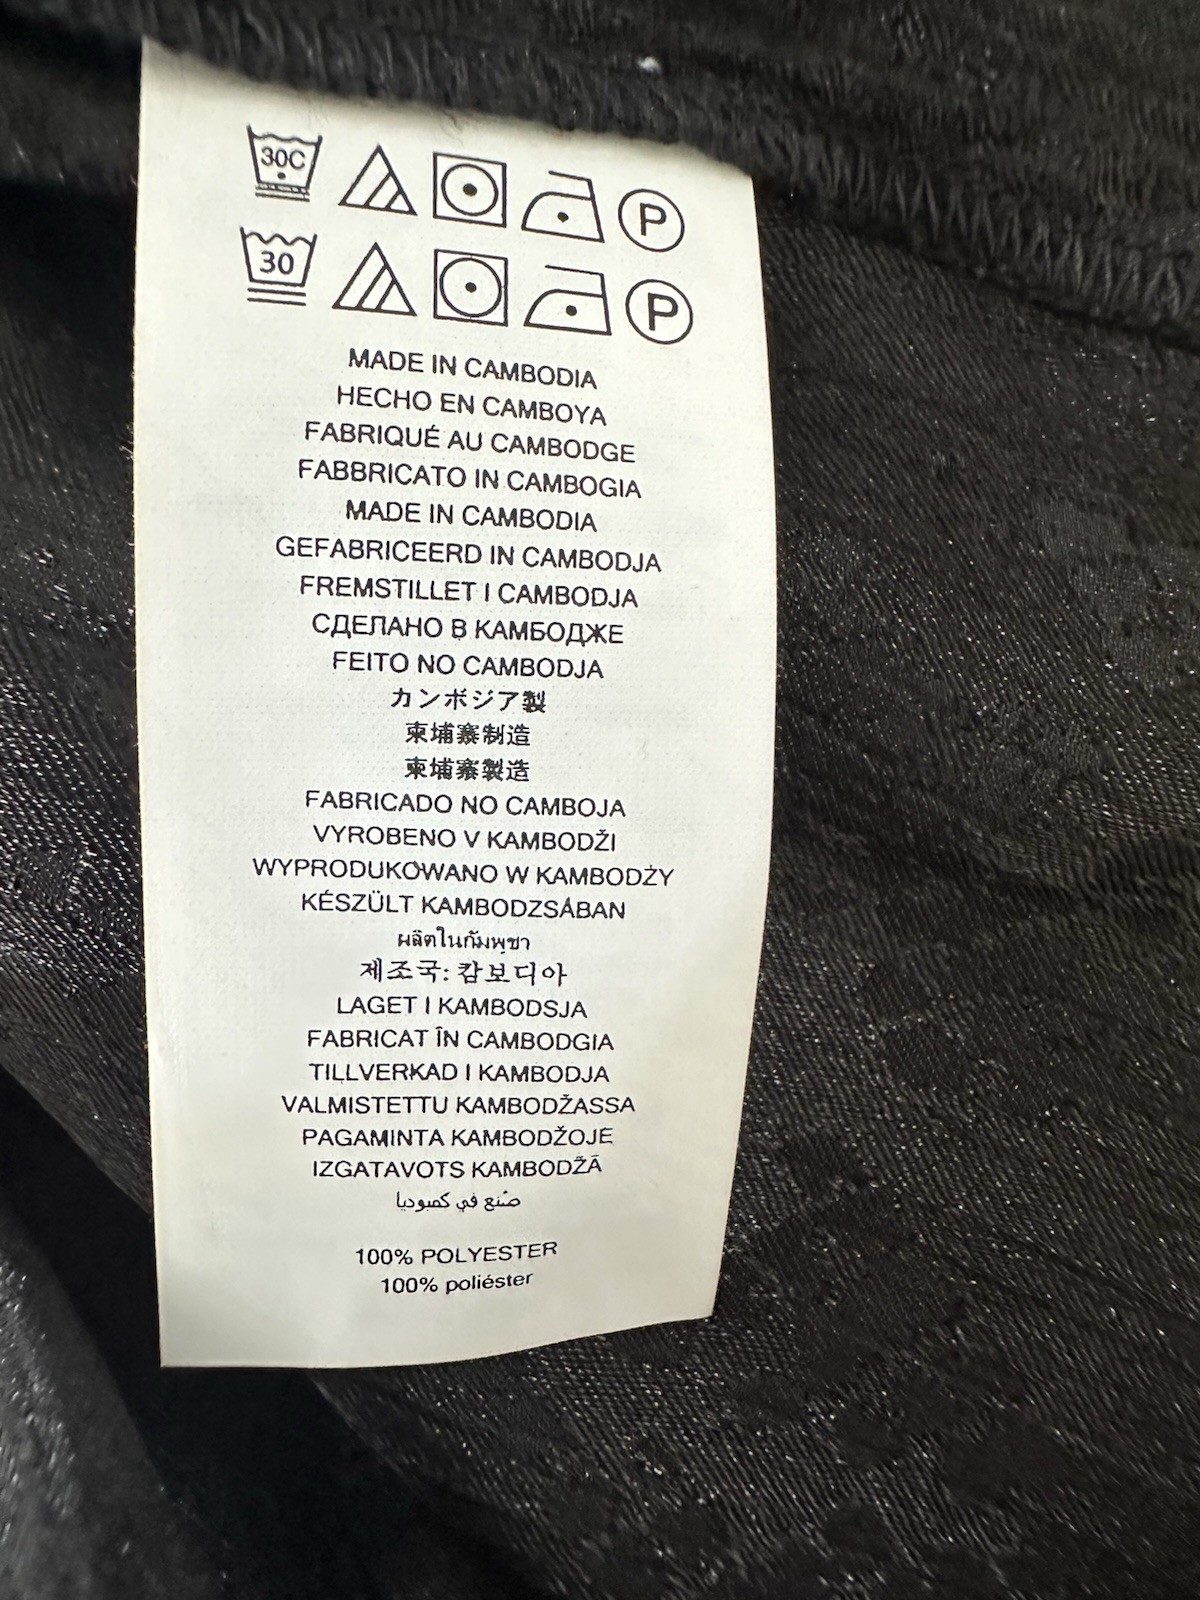 30C P
30 P
MADE IN CAMBODIA
HECHO EN CAMBOYA
FABRIQUÉ AU CAMBODGE
FABBRICATO IN CAMBOGIA
MADE IN CAMBODIA
GEFABRICEERD IN CAMBODJA
FREMSTILLET I CAMBODJA
СДЕЛАНО В КАМБОДЖЕ
FEITO NO CAMBODJA
カンボジア製
柬埔寨制造
柬埔寨製造
FABRICADO NO CAMBOJA
VYROBENO V KAMBODŽI
WYPRODUKOWANO W KAMBODŻY
KÉSZÜLT KAMBODZSÁBAN
ผลิตในกัมพูชา
제조국: 캄보디아
LAGET I KAMBODSJA
FABRICAT ÎN CAMBODGIA
TILLVERKAD I KAMBODJA
VALMISTETTU KAMBODŽASSA
PAGAMINTA KAMBODŽOJE
IZGATAVOTS KAMBODŽĀ
صُنع في كمبوديا
100% POLYESTER
100% poliéster